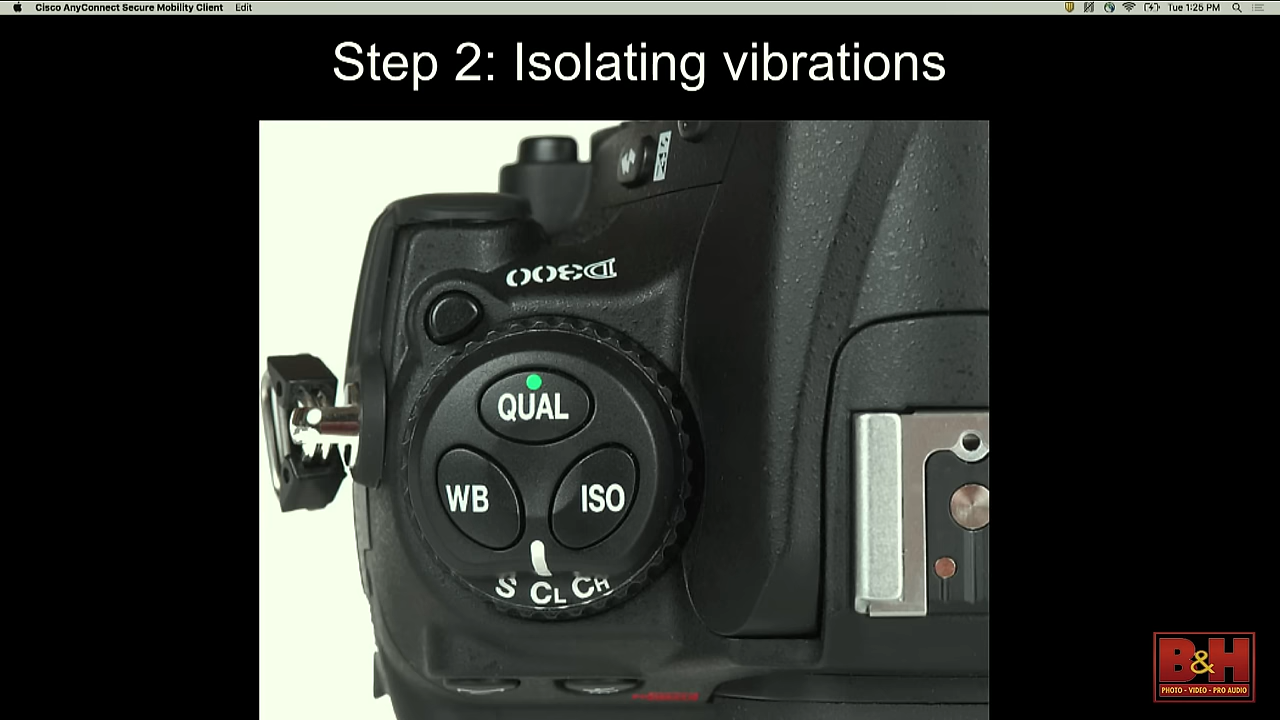 Cisco AnyConnect Secure Mobility Client Edit
Tue 1:25 PM
Step 2: Isolating vibrations
D300
QUAL
WB
ISO
S CL CH
B&H
PHOTO - VIDEO - PRO AUDIO